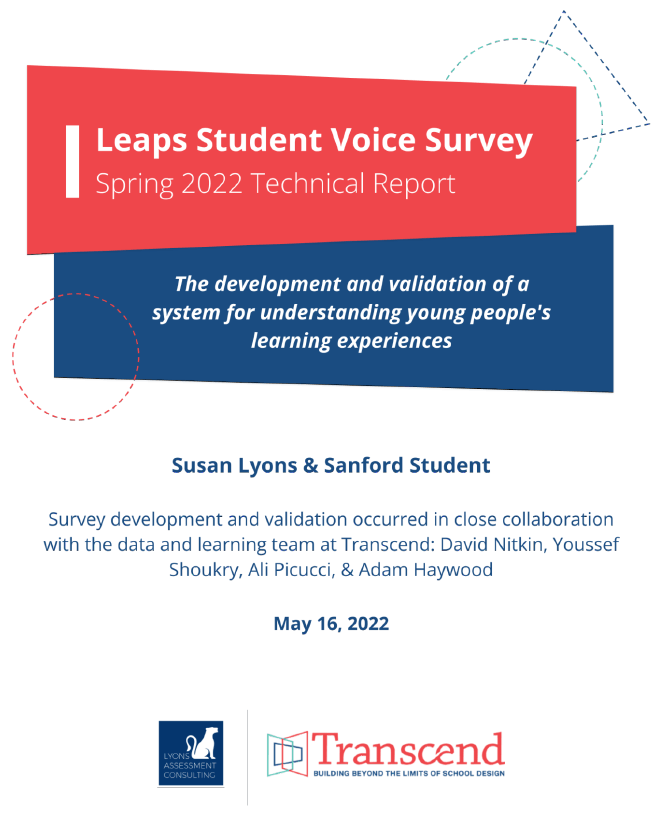 Leaps Student Voice Survey
Spring 2022 Technical Report
The development and validation of a
system for understanding young people's
learning experiences
Susan Lyons & Sanford Student
Survey development and validation occurred in close collaboration
with the data and learning team at Transcend: David Nitkin, Youssef
Shoukry, Ali Picucci, & Adam Haywood
May 16, 2022
LYONS
ASSESSMENT
CONSULTING
Transcend
BUILDING BEYOND THE LIMITS OF SCHOOL DESIGN